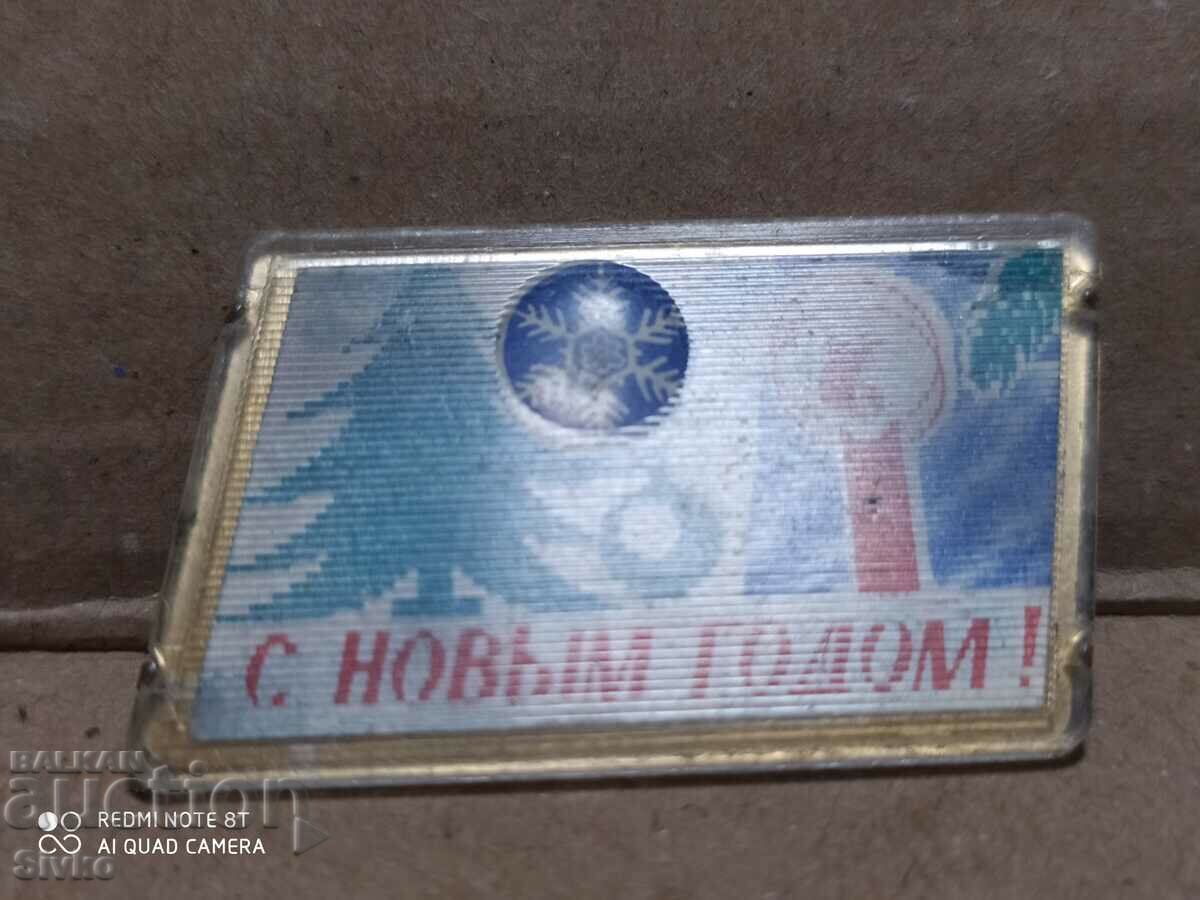 С НОВЫМ ГОДОМ!
BALKAN
auction
REDMI NOTE 8T
AI QUAD CAMERA
Sivko